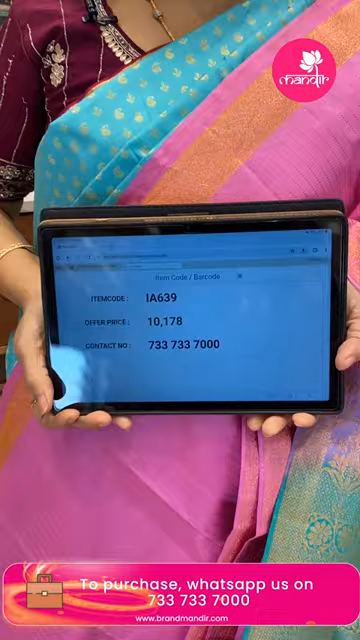 mandir
Item Code / Barcode
ITEMCODE : IA639
OFFER PRICE : 10,178
CONTACT NO : 733 733 7000
To purchase, whatsapp us on
733 733 7000
www.brandmandir.com